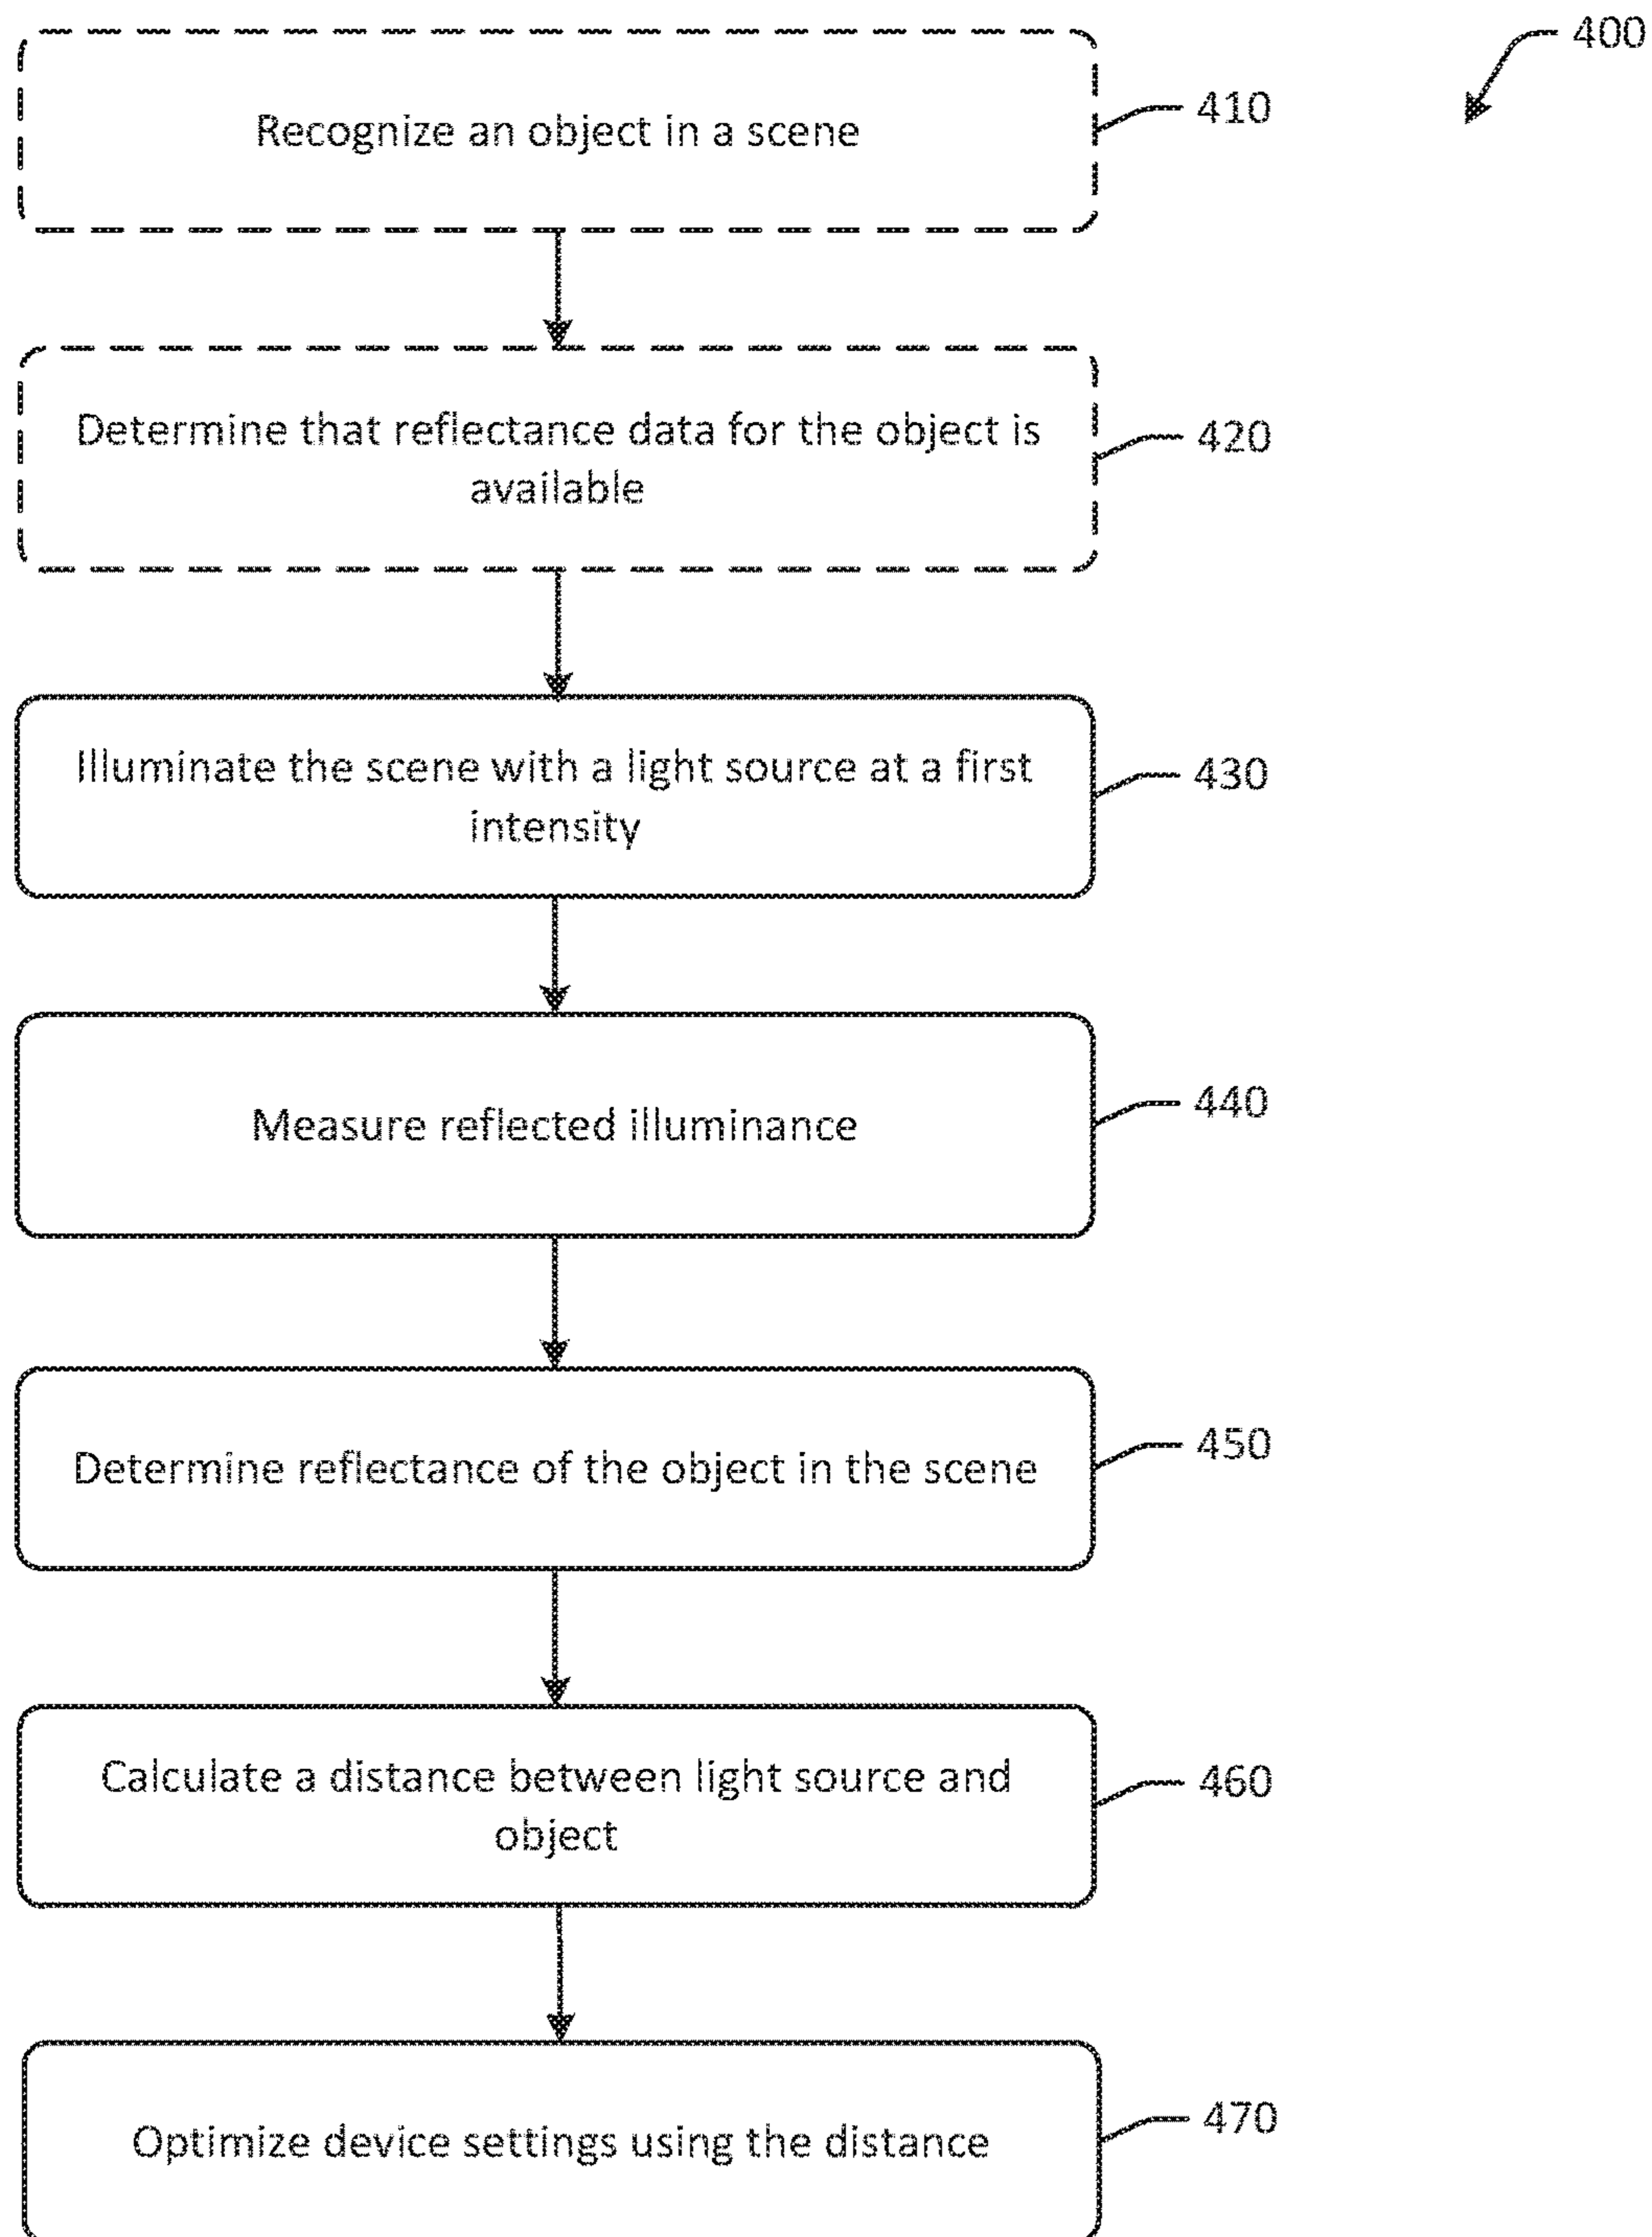 400
Recognize an object in a scene
410
Determine that reflectance data for the object is
available
420
Illuminate the scene with a light source at a first
intensity
430
Measure reflected illuminance
440
Determine reflectance of the object in the scene
450
Calculate a distance between light source and
object
460
Optimize device settings using the distance
470